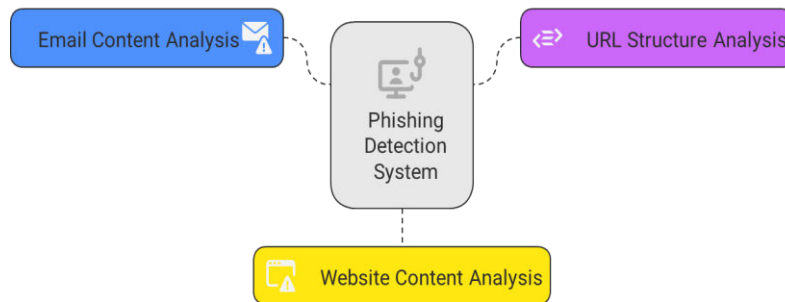 Email Content Analysis
URL Structure Analysis
Phishing
Detection
System
Website Content Analysis